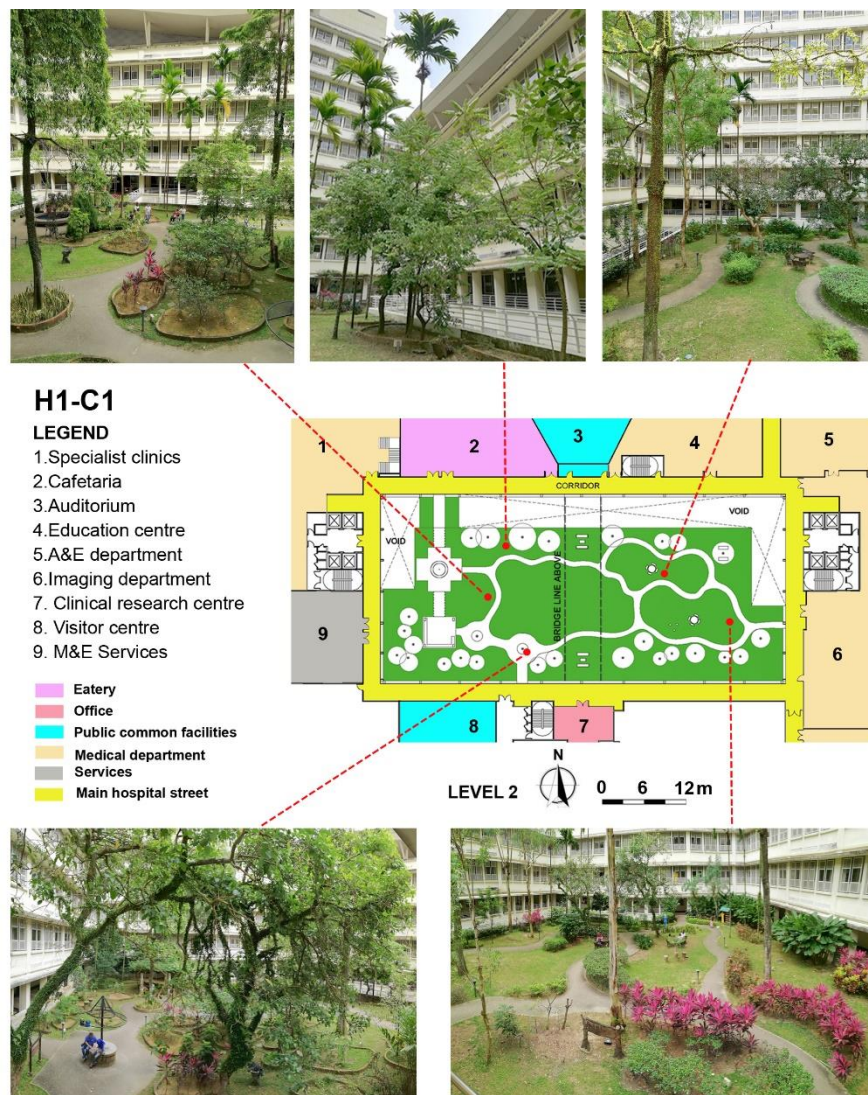 H1-C1
LEGEND
1.Specialist clinics
2.Cafetaria
3.Auditorium
4.Education centre
5.A&E department
6.Imaging department
7. Clinical research centre
8. Visitor centre
9. M&E Services
Eatery
Office
Public common facilities
Medical department
Services
Main hospital street
1
2
3
4
5
CORRIDOR
VOID
VOID
BRIDGE LINE ABOVE
9
6
8
7
LEVEL 2
N
0 6 12 m